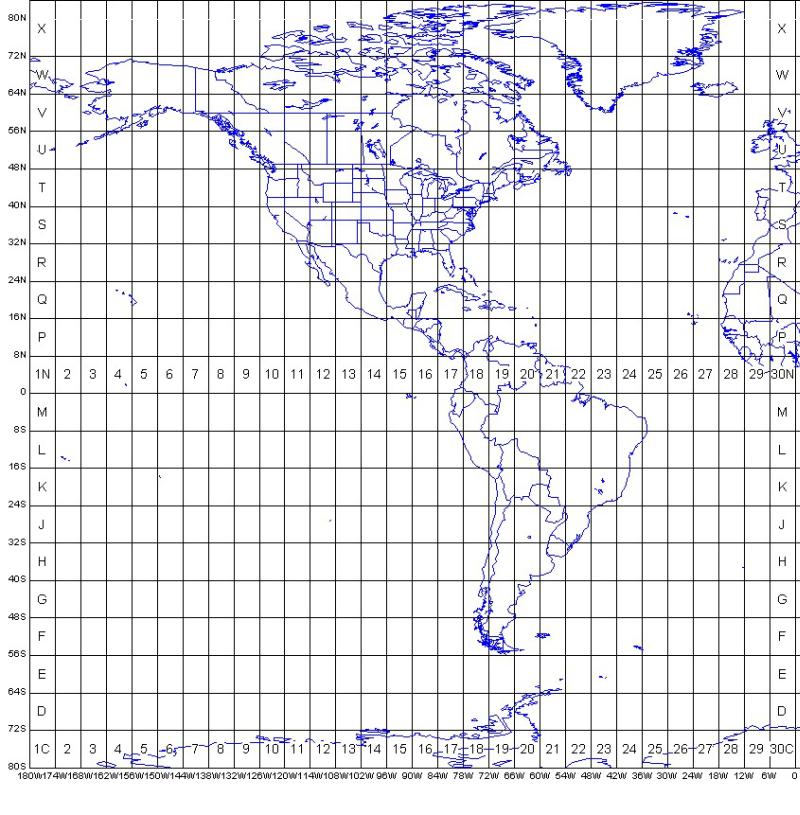 80N
X X
72N
W W
64N
V V
56N
U U
48N
T T
40N
S S
32N
R R
24N
Q Q
16N
P P
8N
1N 2 3 4 5 6 7 8 9 10 11 12 13 14 15 16 17 18 19 20 21 22 23 24 25 26 27 28 29 30N
0
M M
8S
L L
16S
K K
24S
J J
32S
H H
40S
G G
48S
F F
56S
E E
64S
D D
72S
1C 2 3 4 5 6 7 8 9 10 11 12 13 14 15 16 17 18 19 20 21 22 23 24 25 26 27 28 29 30C
80S
180W 174W 168W 162W 156W 150W 144W 138W 132W 126W 120W 114W 108W 102W 96W 90W 84W 78W 72W 66W 60W 54W 48W 42W 36W 30W 24W 18W 12W 6W 0